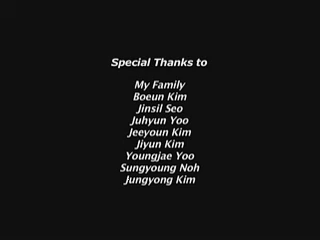 Special Thanks to
My Family
Boeun Kim
Jinsil Seo
Juhyun Yoo
Jeeyoun Kim
Jiyun Kim
Youngjae Yoo
Sungyoung Noh
Jungyong Kim